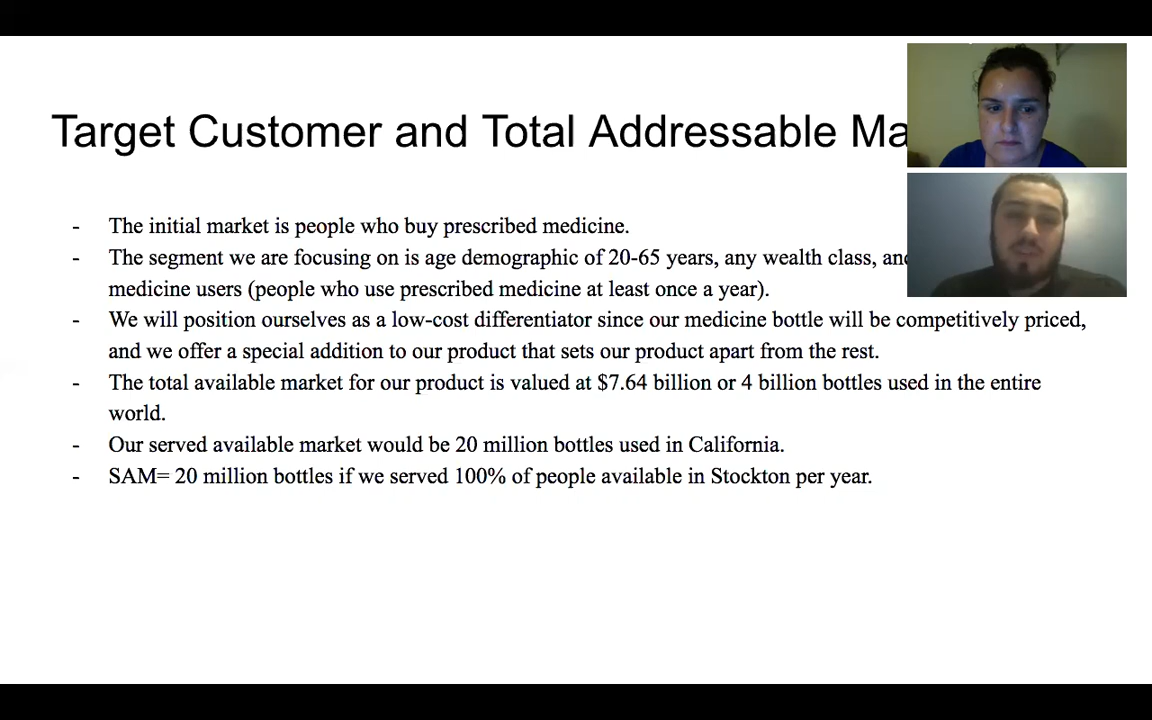 Target Customer and Total Addressable Ma
- The initial market is people who buy prescribed medicine.
- The segment we are focusing on is age demographic of 20-65 years, any wealth class, and
medicine users (people who use prescribed medicine at least once a year).
- We will position ourselves as a low-cost differentiator since our medicine bottle will be competitively priced,
and we offer a special addition to our product that sets our product apart from the rest.
- The total available market for our product is valued at $7.64 billion or 4 billion bottles used in the entire
world.
- Our served available market would be 20 million bottles used in California.
- SAM= 20 million bottles if we served 100% of people available in Stockton per year.